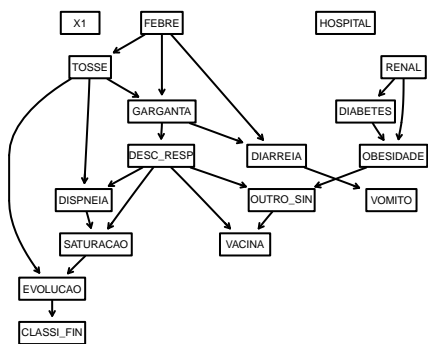 X1
FEBRE
HOSPITAL
TOSSE
RENAL
GARGANTA
DIABETES
DESC_RESP
DIARREIA
OBESIDADE
DISPNEIA
OUTRO_SIN
VOMITO
SATURACAO
VACINA
EVOLUCAO
CLASSI_FIN